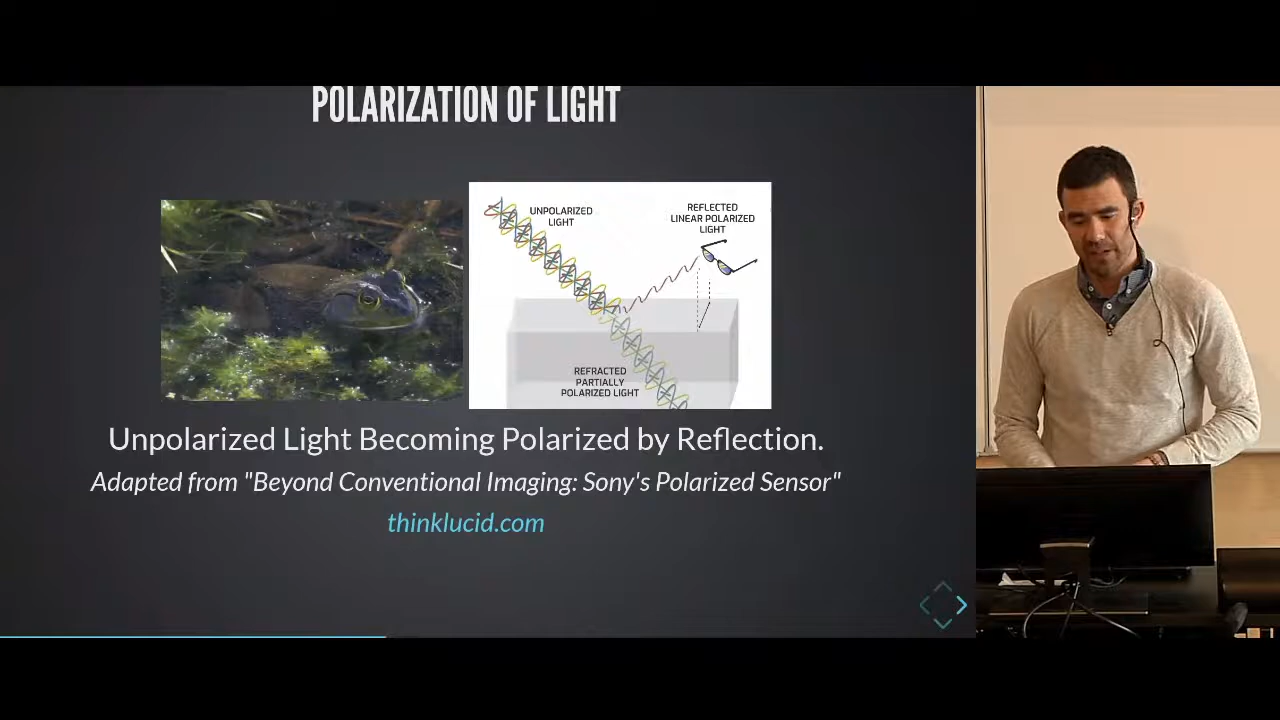 POLARIZATION OF LIGHT
UNPOLARIZED
LIGHT
REFLECTED
LINEAR POLARIZED
LIGHT
REFRACTED
PARTIALLY
POLARIZED LIGHT
Unpolarized Light Becoming Polarized by Reflection.
Adapted from "Beyond Conventional Imaging: Sony's Polarized Sensor"
thinklucid.com